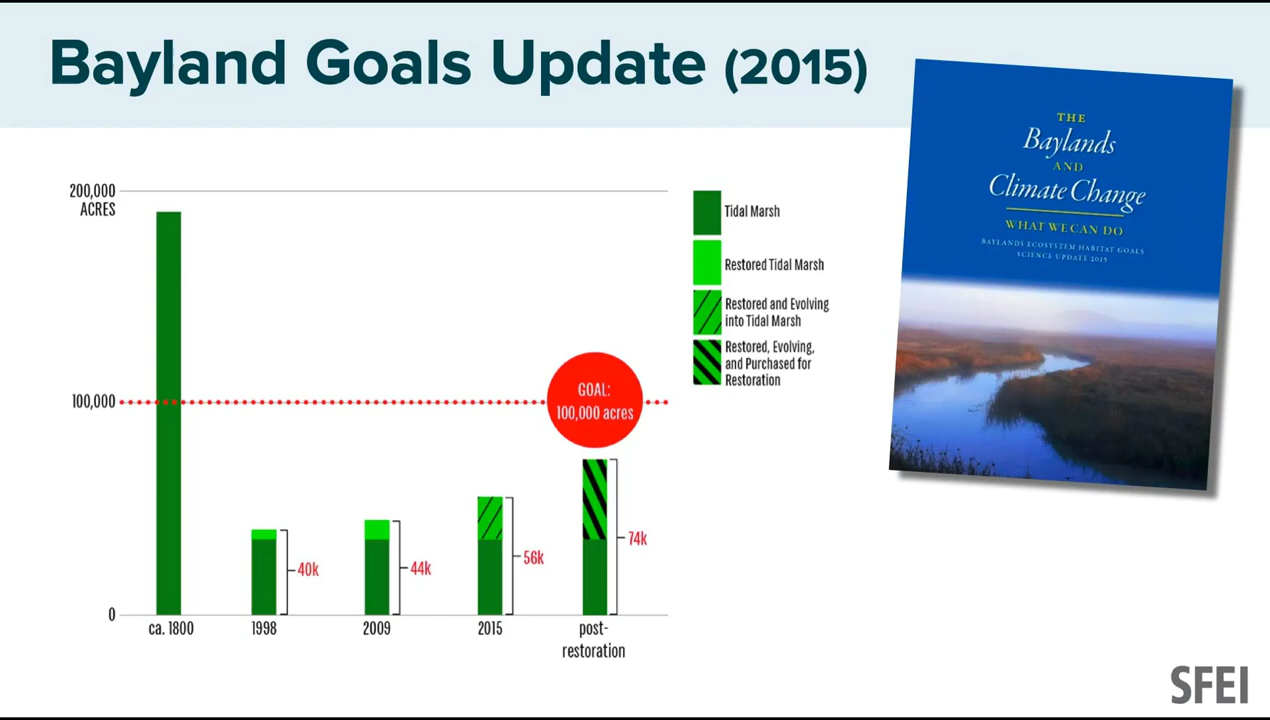 Bayland Goals Update (2015)
THE
Baylands
AND
Climate Change
WHAT WE CAN DO
BAYLANDS ECOSYSTEM HABITAT GOALS
SCIENCE UPDATE 2015
200,000
ACRES
100,000
0
Tidal Marsh
Restored Tidal Marsh
Restored and Evolving
into Tidal Marsh
Restored, Evolving,
and Purchased for
Restoration
GOAL:
100,000 acres
40k
44k
56k
74k
ca. 1800
1998
2009
2015
post-
restoration
SFEI